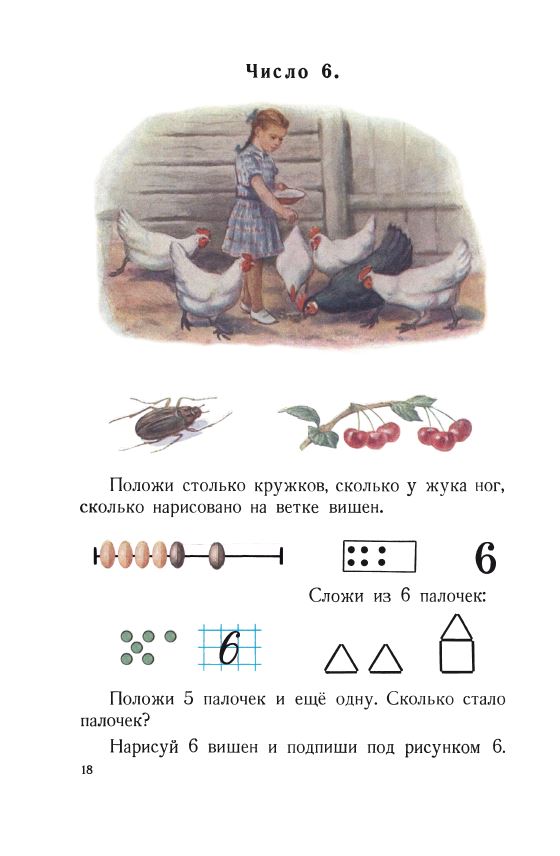 Число 6.
Положи столько кружков, сколько у жука ног,
сколько нарисовано на ветке вишен.
6
Сложи из 6 палочек:
6
Положи 5 палочек и ещё одну. Сколько стало
палочек?
Нарисуй 6 вишен и подпиши под рисунком 6.
18